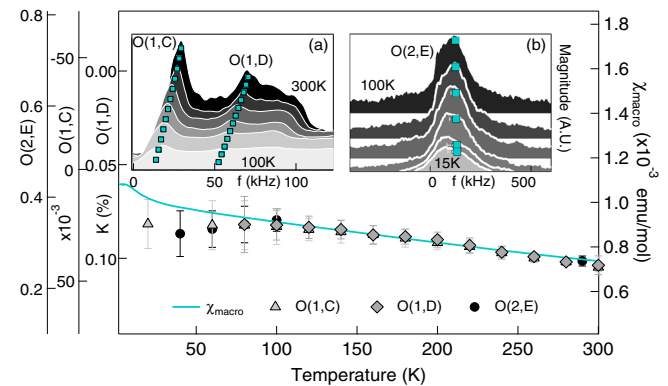 0.8
0.6
0.4
0.2
O(2,E)
-50
0
50
O(1,C)
x10⁻³
0.00
0.05
0.10
O(1,D)
K (%)
O(1,C)
O(1,D)
(a)
300K
100K
0
50
100
f (kHz)
O(2,E)
(b)
100K
15K
0
500
f (kHz)
Magnitude (A.U.)
1.8
1.6
1.4
1.2
1.0
0.8
0.6
χmacro (x10⁻³ emu/mol)
χmacro
O(1,C)
O(1,D)
O(2,E)
50
100
150
200
250
300
Temperature (K)